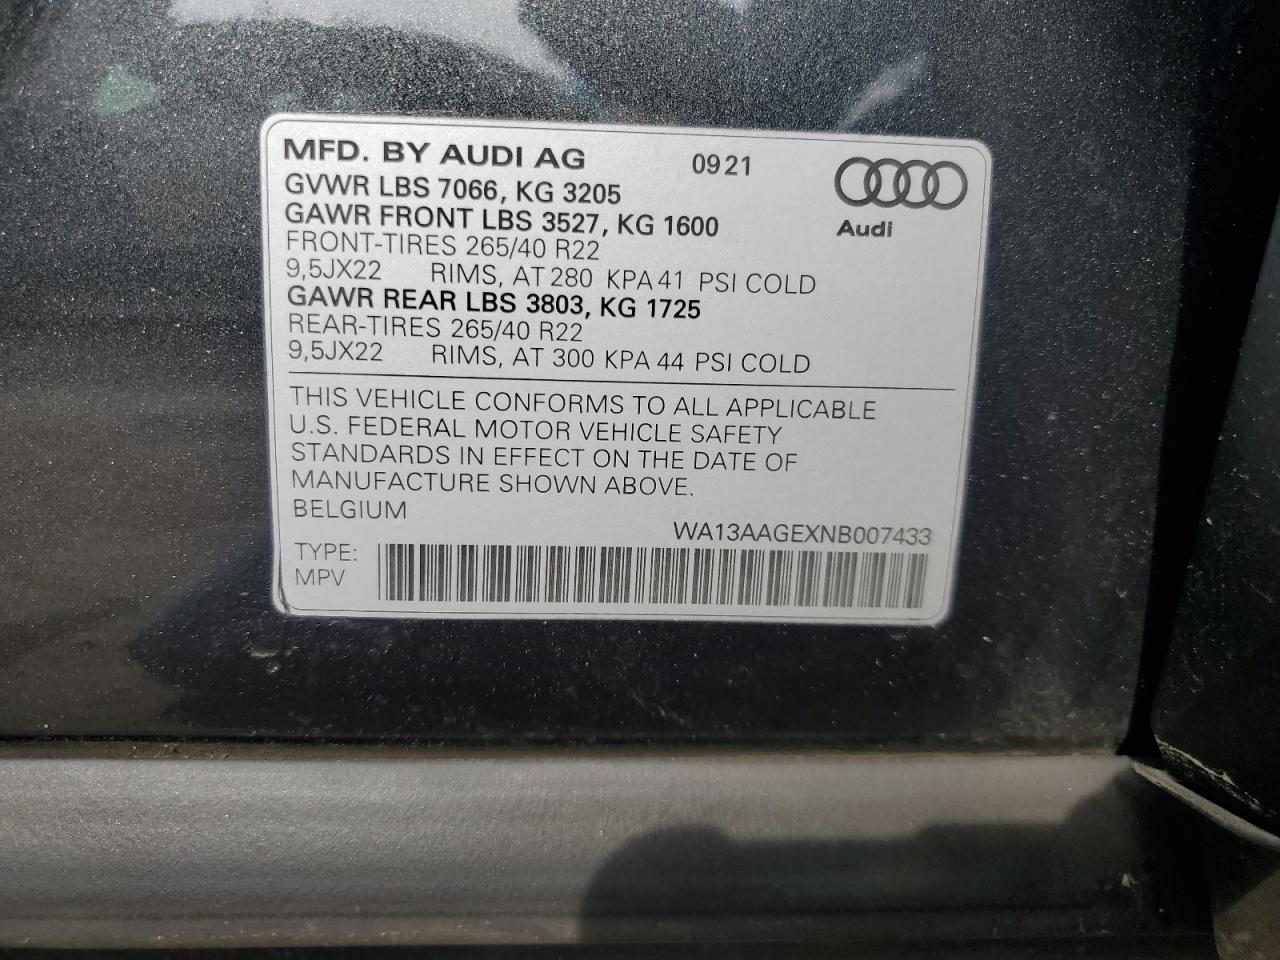 MFD. BY AUDI AG 0921
GVWR LBS 7066, KG 3205
GAWR FRONT LBS 3527, KG 1600
Audi
FRONT-TIRES 265/40 R22
9,5JX22 RIMS, AT 280 KPA 41 PSI COLD
GAWR REAR LBS 3803, KG 1725
REAR-TIRES 265/40 R22
9,5JX22 RIMS, AT 300 KPA 44 PSI COLD
THIS VEHICLE CONFORMS TO ALL APPLICABLE
U.S. FEDERAL MOTOR VEHICLE SAFETY
STANDARDS IN EFFECT ON THE DATE OF
MANUFACTURE SHOWN ABOVE.
BELGIUM
WA13AAGEXNB007433
TYPE:
MPV